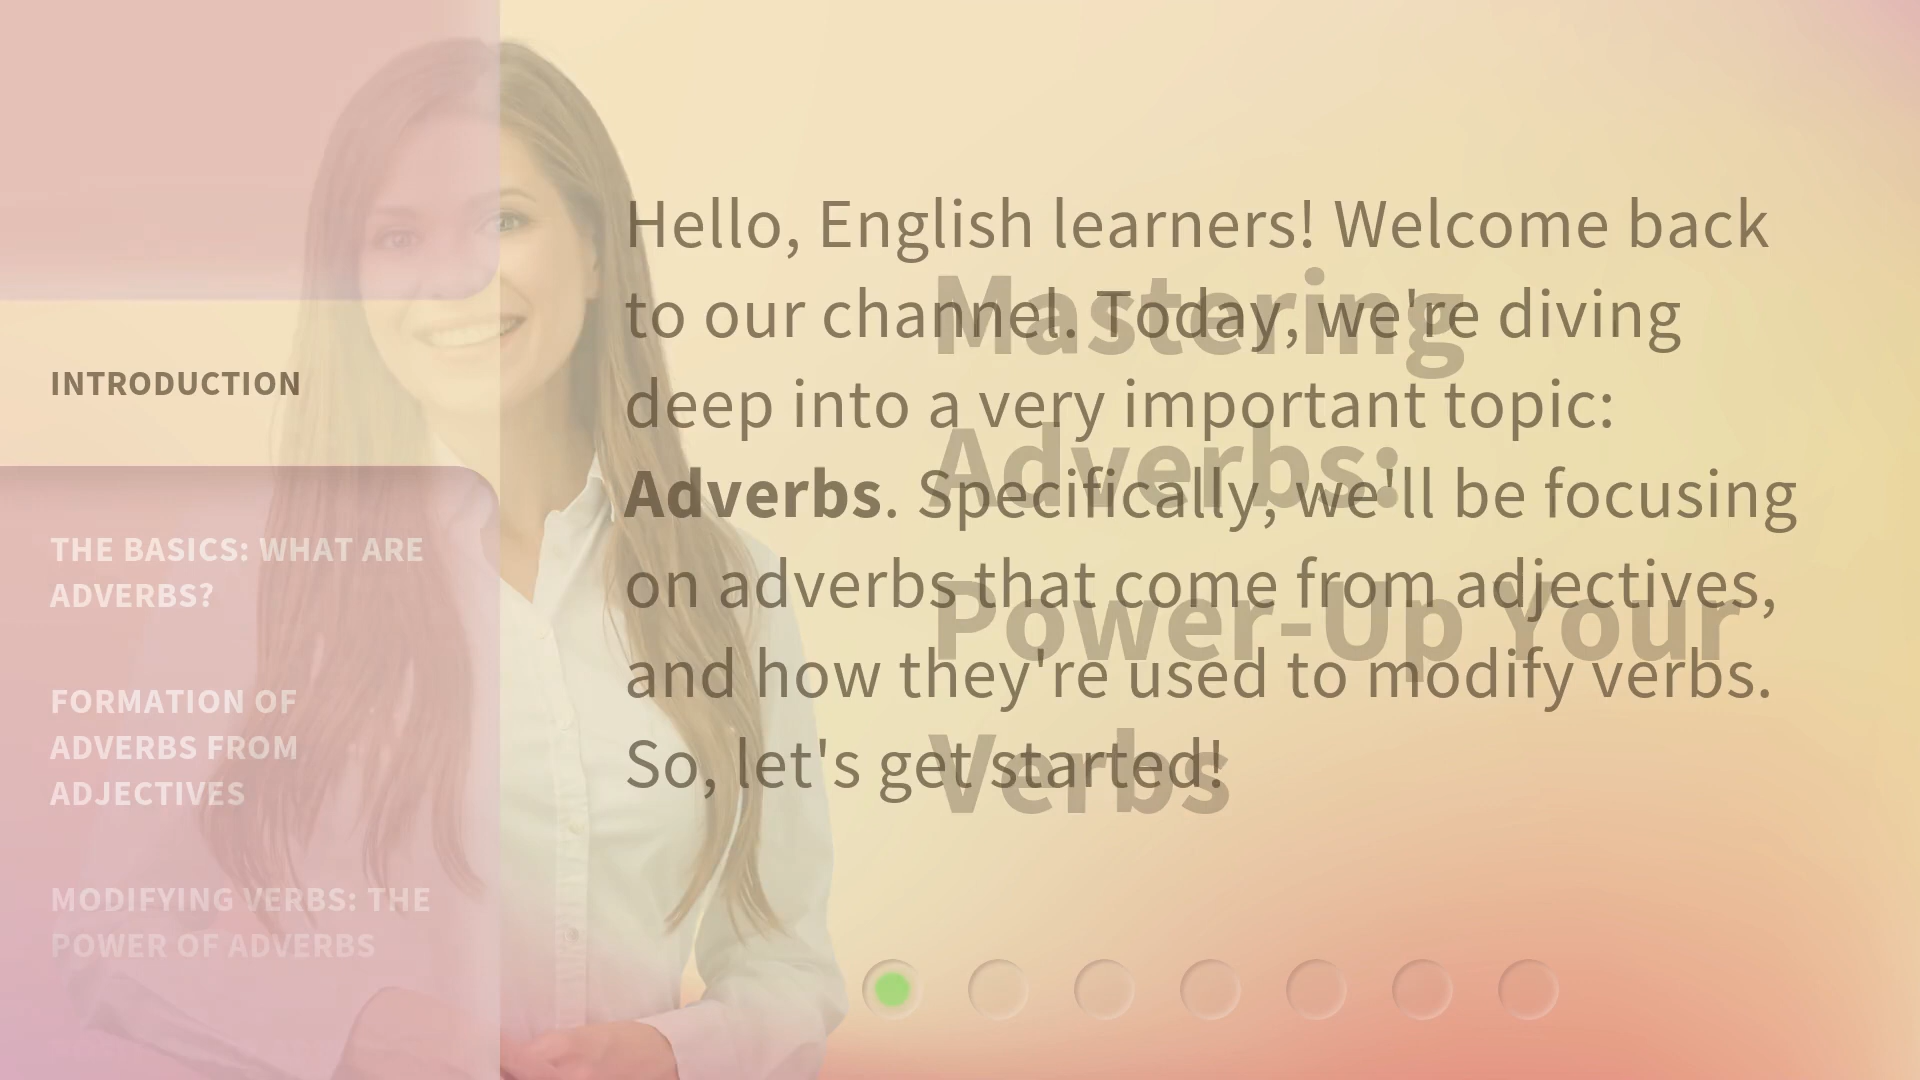 INTRODUCTION
THE BASICS: WHAT ARE
ADVERBS?
FORMATION OF
ADVERBS FROM
ADJECTIVES
MODIFYING VERBS: THE
POWER OF ADVERBS
Hello, English learners! Welcome back
to our channel. Today, we're diving
deep into a very important topic:
Adverbs. Specifically, we'll be focusing
on adverbs that come from adjectives,
and how they're used to modify verbs.
So, let's get started!
Mastering
Adverbs:
Power-Up Your
Verbs